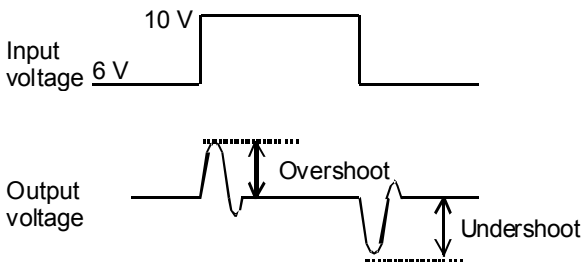 10 V
Input
voltage
6 V
Overshoot
Output
voltage
Undershoot